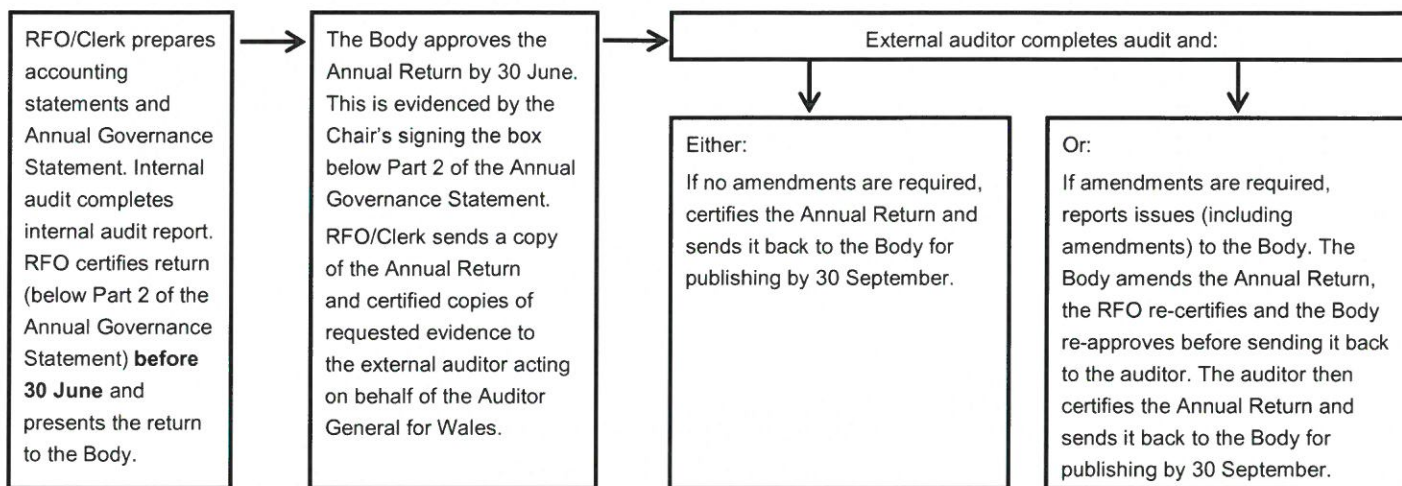 RFO/Clerk prepares
accounting
statements and
Annual Governance
Statement. Internal
audit completes
internal audit report.
RFO certifies return
(below Part 2 of the
Annual Governance
Statement) before
30 June and
presents the return
to the Body.
The Body approves the
Annual Return by 30 June.
This is evidenced by the
Chair's signing the box
below Part 2 of the Annual
Governance Statement.
RFO/Clerk sends a copy
of the Annual Return
and certified copies of
requested evidence to
the external auditor acting
on behalf of the Auditor
General for Wales.
External auditor completes audit and:
Either:
If no amendments are required,
certifies the Annual Return and
sends it back to the Body for
publishing by 30 September.
Or:
If amendments are required,
reports issues (including
amendments) to the Body. The
Body amends the Annual Return,
the RFO re-certifies and the Body
re-approves before sending it back
to the auditor. The auditor then
certifies the Annual Return and
sends it back to the Body for
publishing by 30 September.